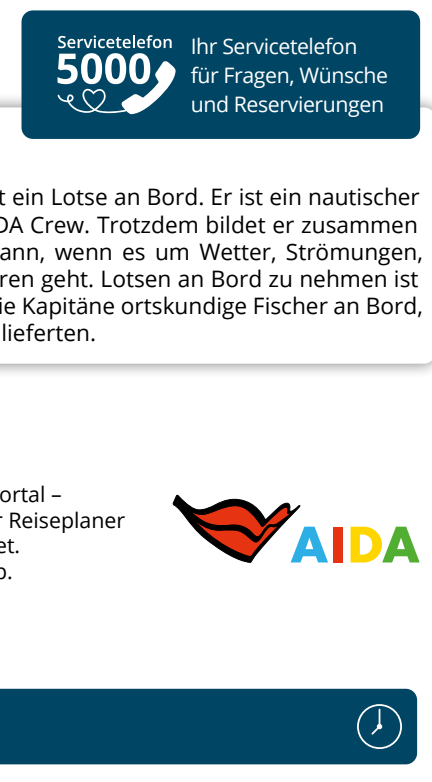 Servicetelefon
5000
Ihr Servicetelefon
für Fragen, Wünsche
und Reservierungen
t ein Lotse an Bord. Er ist ein nautischer
DA Crew. Trotzdem bildet er zusammen
ann, wenn es um Wetter, Strömungen,
ren geht. Lotsen an Bord zu nehmen ist
ie Kapitäne ortskundige Fischer an Bord,
lieferten.
ortal –
r Reiseplaner
et.
o.
AIDA